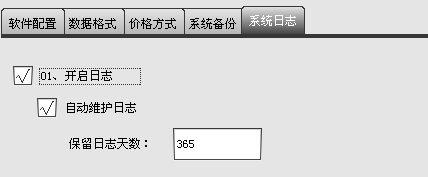 软件配置 数据格式 价格方式 系统备份 系统日志
01、开启日志
自动维护日志
保留日志天数： 365